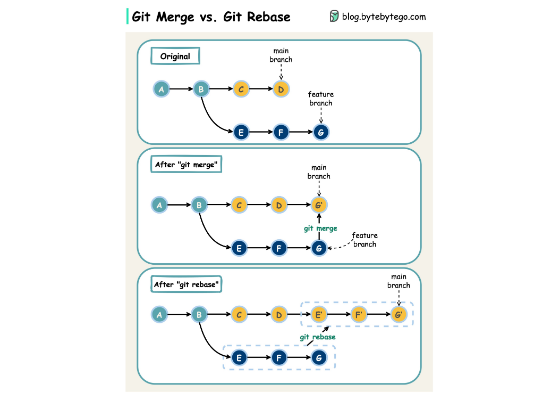 Git Merge vs. Git Rebase
blog.bytebytego.com
Original
main
branch
A
B
C
D
feature
branch
E
F
G
After "git merge"
main
branch
A
B
C
D
G'
git merge
feature
branch
E
F
G
After "git rebase"
main
branch
A
B
C
D
E'
F'
G'
git rebase
E
F
G